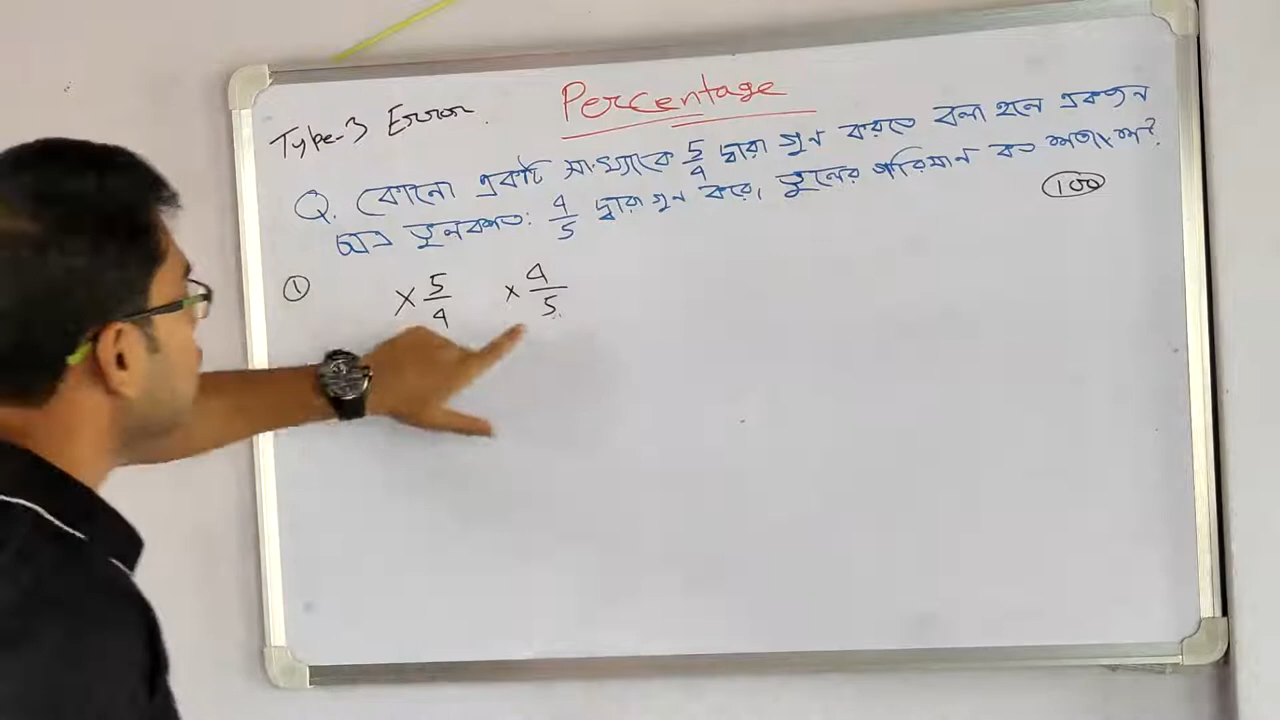 Percentage
Type-3 Error
Q. কোনো একটি সংখ্যাকে 5/4 দ্বারা গুন করতে বলা হলে একজন
ছাত্র ভুলবশত: 4/5 দ্বারা গুন করে। ভুলের পরিমান কত শতাংশ?
100
① × 5/4 × 4/5